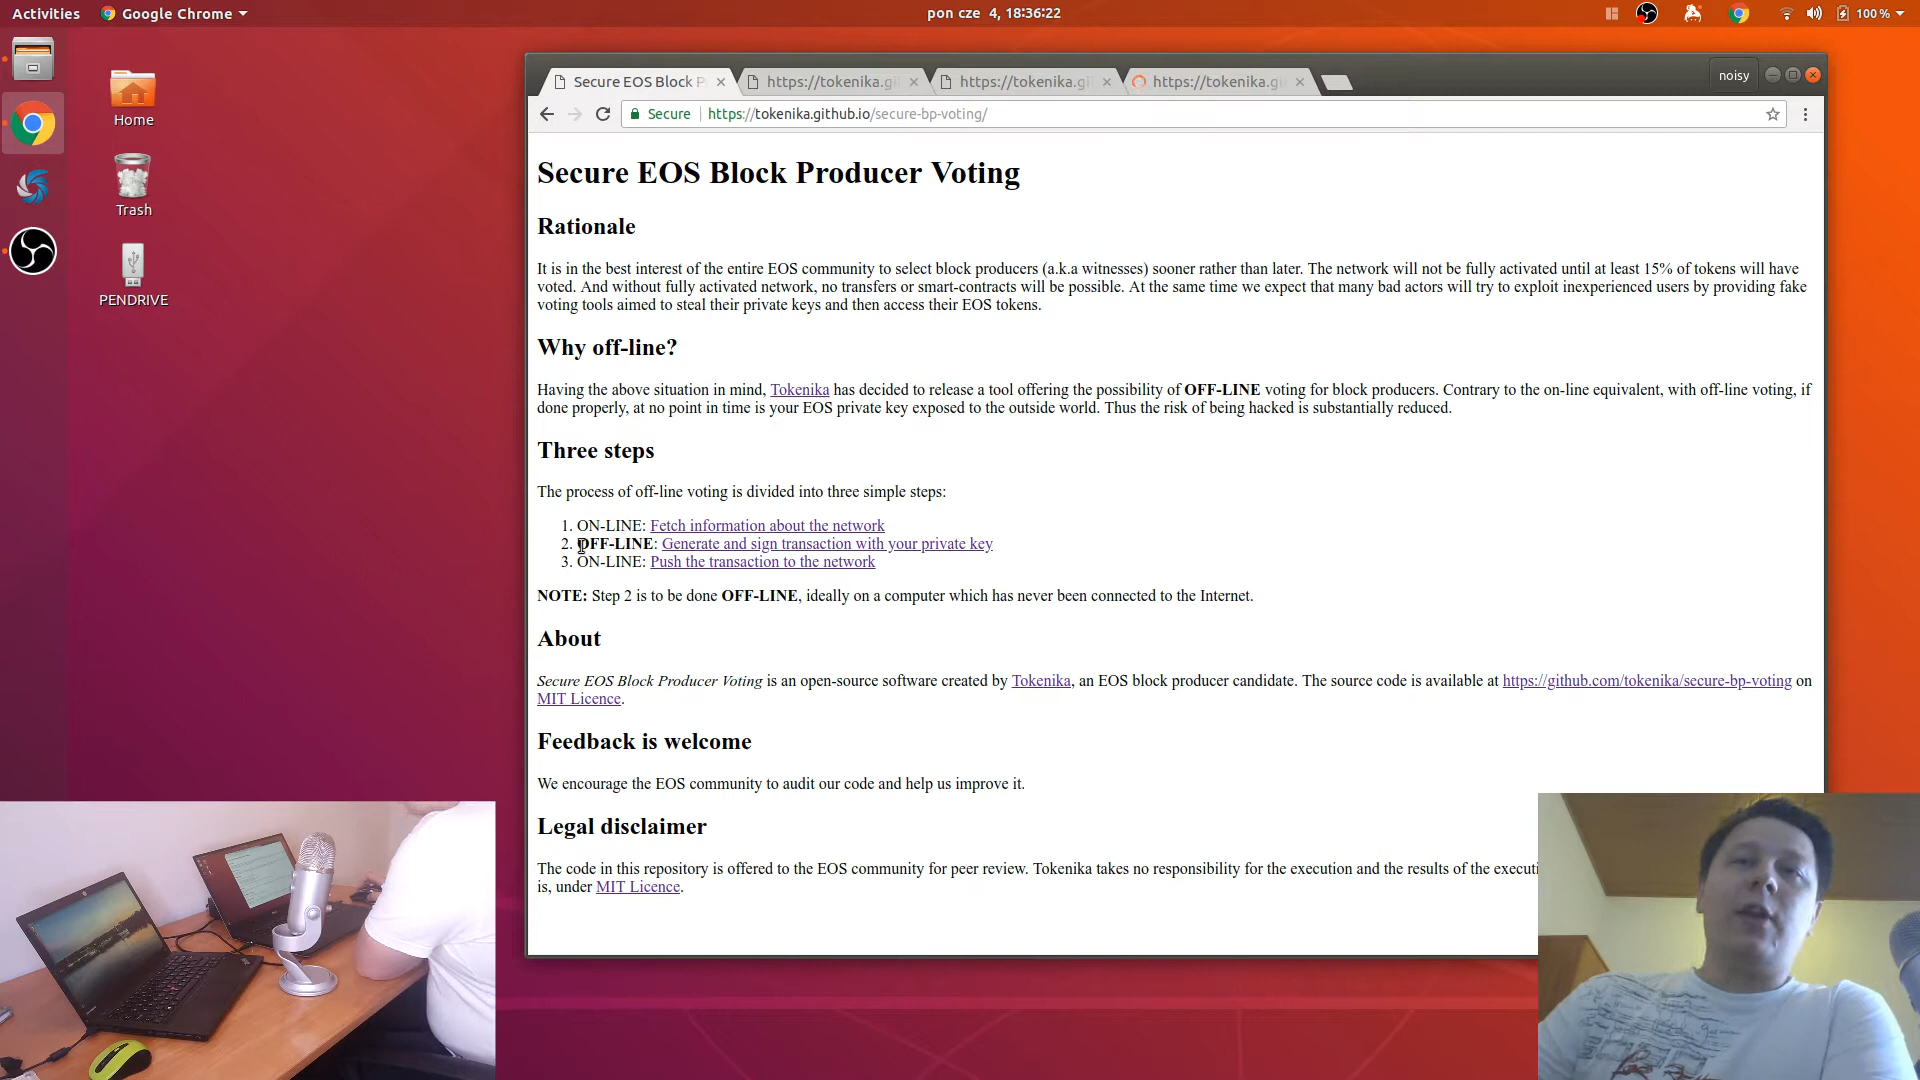 Activities
Google Chrome
pon cze 4, 18:36:22
100 %
Home
Trash
PENDRIVE
Secure EOS Block P
https://tokenika.gi
https://tokenika.gi
https://tokenika.gi
noisy
Secure
https://tokenika.github.io/secure-bp-voting/
Secure EOS Block Producer Voting
Rationale
It is in the best interest of the entire EOS community to select block producers (a.k.a witnesses) sooner rather than later. The network will not be fully activated until at least 15% of tokens will have
voted. And without fully activated network, no transfers or smart-contracts will be possible. At the same time we expect that many bad actors will try to exploit inexperienced users by providing fake
voting tools aimed to steal their private keys and then access their EOS tokens.
Why off-line?
Having the above situation in mind, Tokenika has decided to release a tool offering the possibility of OFF-LINE voting for block producers. Contrary to the on-line equivalent, with off-line voting, if
done properly, at no point in time is your EOS private key exposed to the outside world. Thus the risk of being hacked is substantially reduced.
Three steps
The process of off-line voting is divided into three simple steps:
1. ON-LINE: Fetch information about the network
2. OFF-LINE: Generate and sign transaction with your private key
3. ON-LINE: Push the transaction to the network
NOTE: Step 2 is to be done OFF-LINE, ideally on a computer which has never been connected to the Internet.
About
Secure EOS Block Producer Voting is an open-source software created by Tokenika, an EOS block producer candidate. The source code is available at https://github.com/tokenika/secure-bp-voting on
MIT Licence.
Feedback is welcome
We encourage the EOS community to audit our code and help us improve it.
Legal disclaimer
The code in this repository is offered to the EOS community for peer review. Tokenika takes no responsibility for the execution and the results of the executi
is, under MIT Licence.